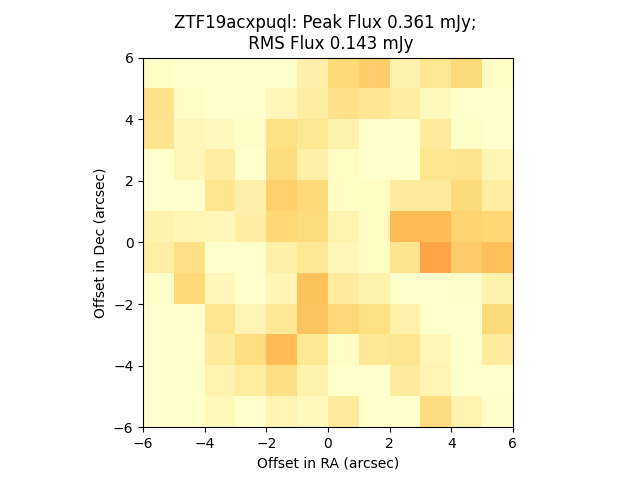 ZTF19acxpuql: Peak Flux 0.361 mJy;
RMS Flux 0.143 mJy
6
4
2
0
−2
−4
−6
Offset in Dec (arcsec)
−6 −4 −2 0 2 4 6
Offset in RA (arcsec)